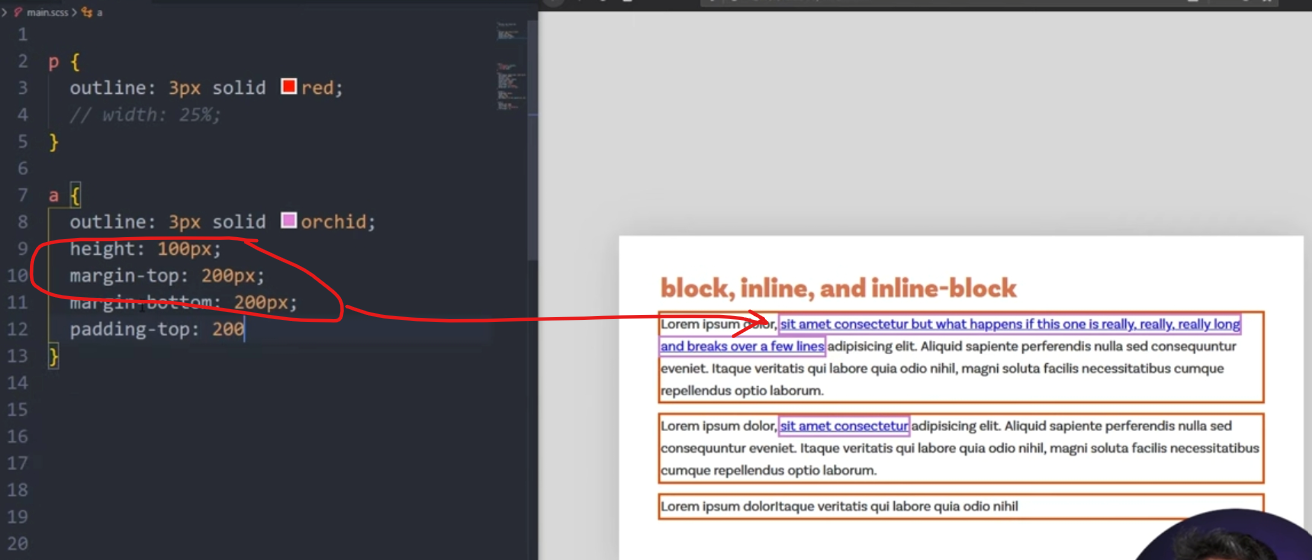 main.scss > a
1
2 p {
3 outline: 3px solid red;
4 // width: 25%;
5 }
6
7 a {
8 outline: 3px solid orchid;
9 height: 100px;
10 margin-top: 200px;
11 margin-bottom: 200px;
12 padding-top: 200
13 }
14
15
16
17
18
19
20
block, inline, and inline-block
Lorem ipsum dolor, sit amet consectetur but what happens if this one is really, really, really long
and breaks over a few lines adipisicing elit. Aliquid sapiente perferendis nulla sed consequuntur
eveniet. Itaque veritatis qui labore quia odio nihil, magni soluta facilis necessitatibus cumque
repellendus optio laborum.
Lorem ipsum dolor, sit amet consectetur adipisicing elit. Aliquid sapiente perferendis nulla sed
consequuntur eveniet. Itaque veritatis qui labore quia odio nihil, magni soluta facilis necessitatibus
cumque repellendus optio laborum.
Lorem ipsum dolorItaque veritatis qui labore quia odio nihil